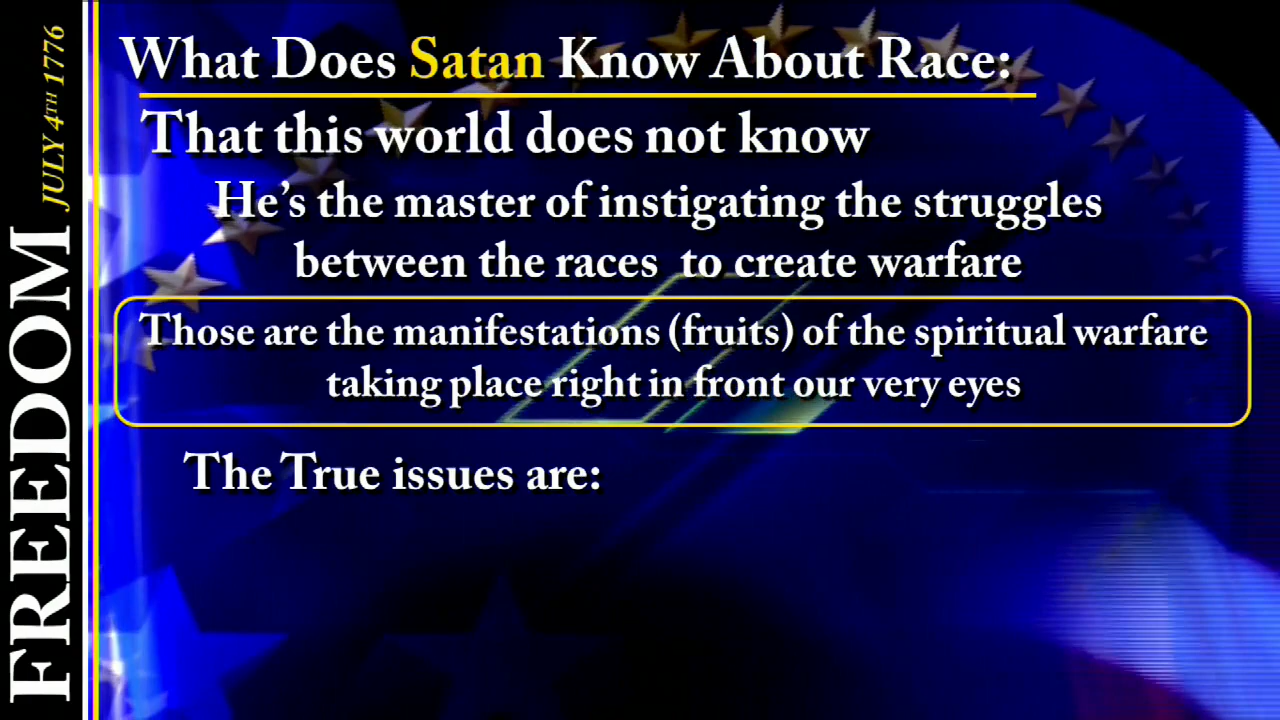 FREEDOM JULY 4TH 1776
What Does Satan Know About Race:
That this world does not know
He's the master of instigating the struggles
between the races to create warfare
Those are the manifestations (fruits) of the spiritual warfare
taking place right in front our very eyes
The True issues are: